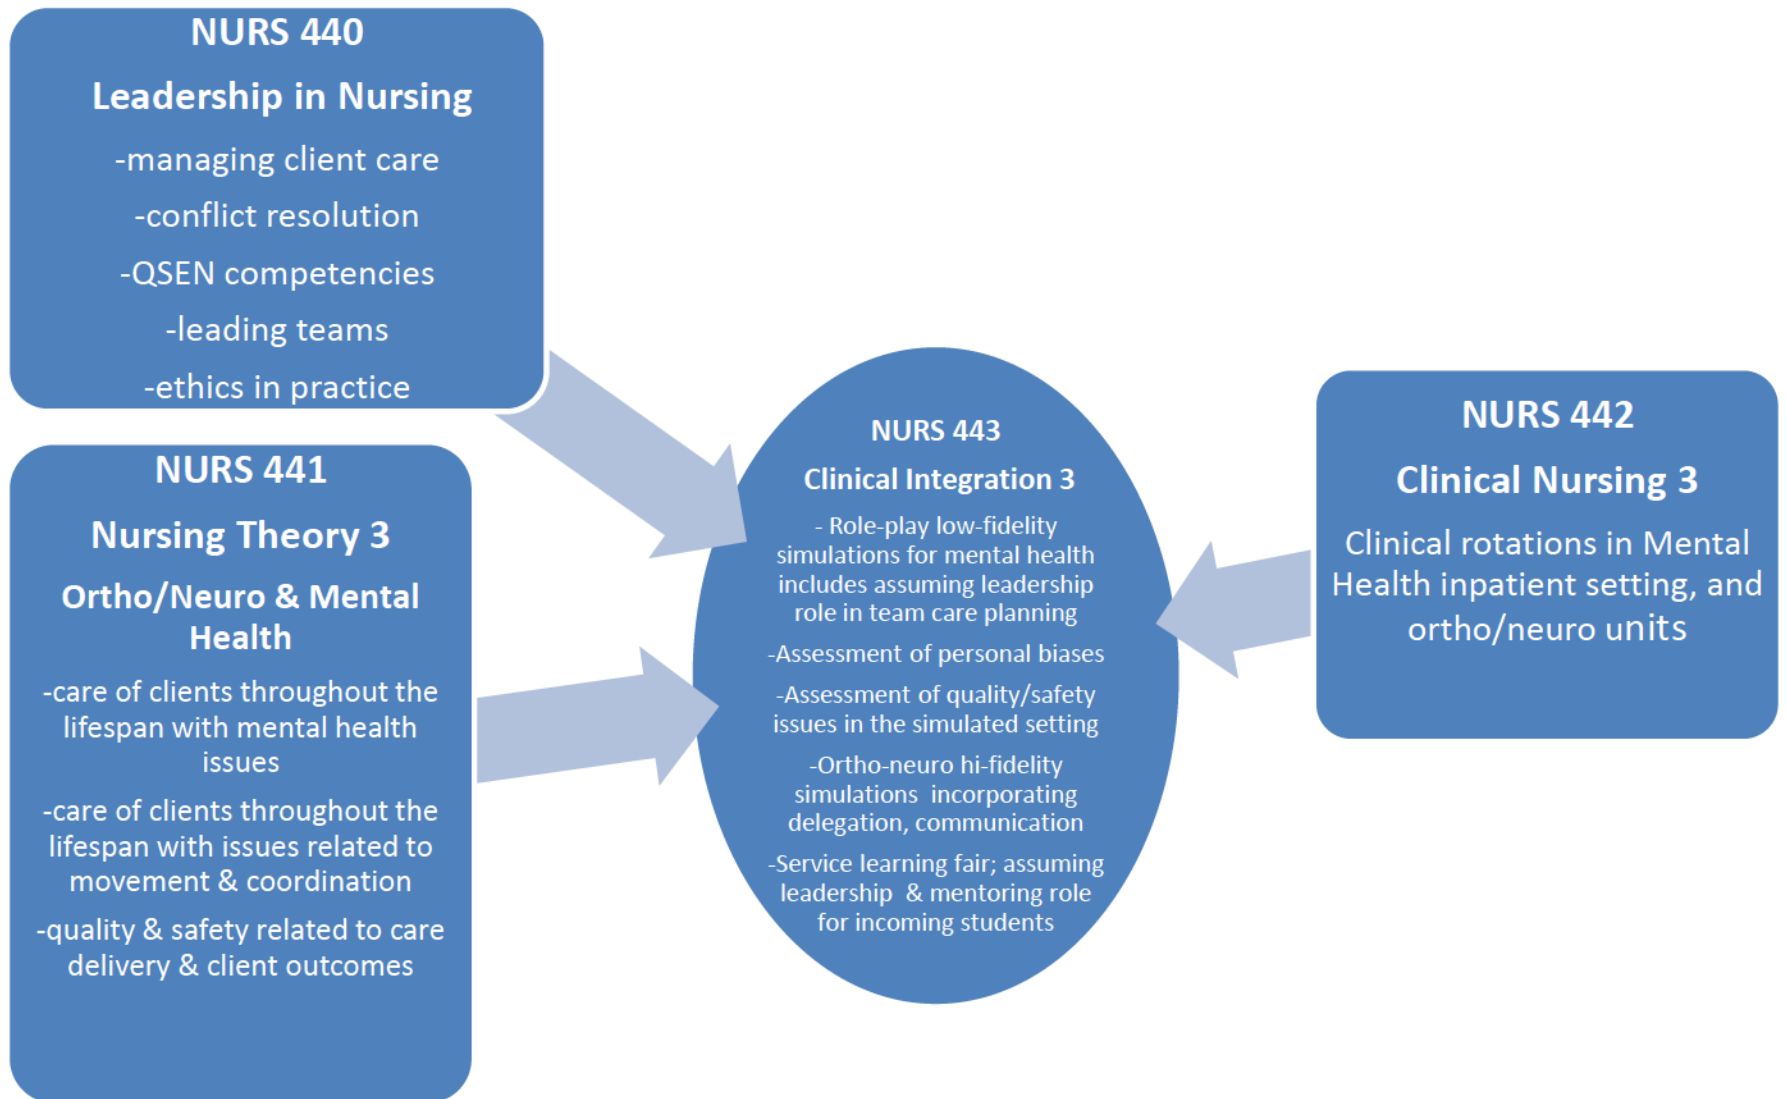 NURS 440
Leadership in Nursing
-managing client care
-conflict resolution
-QSEN competencies
-leading teams
-ethics in practice
NURS 441
Nursing Theory 3
Ortho/Neuro & Mental
Health
-care of clients throughout the
lifespan with mental health
issues
-care of clients throughout the
lifespan with issues related to
movement & coordination
-quality & safety related to care
delivery & client outcomes
NURS 443
Clinical Integration 3
- Role-play low-fidelity
simulations for mental health
includes assuming leadership
role in team care planning
-Assessment of personal biases
-Assessment of quality/safety
issues in the simulated setting
-Ortho-neuro hi-fidelity
simulations incorporating
delegation, communication
-Service learning fair; assuming
leadership & mentoring role
for incoming students
NURS 442
Clinical Nursing 3
Clinical rotations in Mental
Health inpatient setting, and
ortho/neuro units